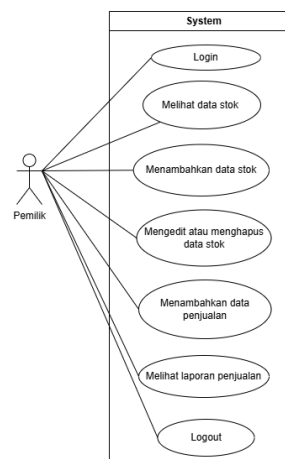 System
Login
Melihat data stok
Menambahkan data stok
Pemilik
Mengedit atau menghapus
data stok
Menambahkan data
penjualan
Melihat laporan penjualan
Logout